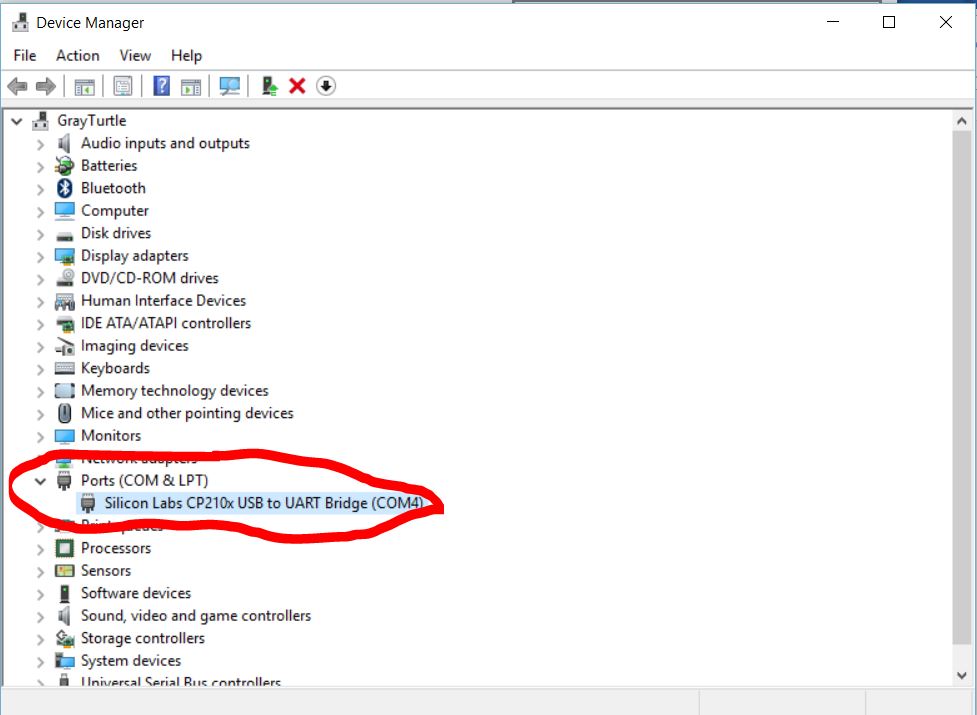 Device Manager
File Action View Help
GrayTurtle
Audio inputs and outputs
Batteries
Bluetooth
Computer
Disk drives
Display adapters
DVD/CD-ROM drives
Human Interface Devices
IDE ATA/ATAPI controllers
Imaging devices
Keyboards
Memory technology devices
Mice and other pointing devices
Monitors
Network adapters
Ports (COM & LPT)
Silicon Labs CP210x USB to UART Bridge (COM4)
Print queues
Processors
Sensors
Software devices
Sound, video and game controllers
Storage controllers
System devices
Universal Serial Bus controllers